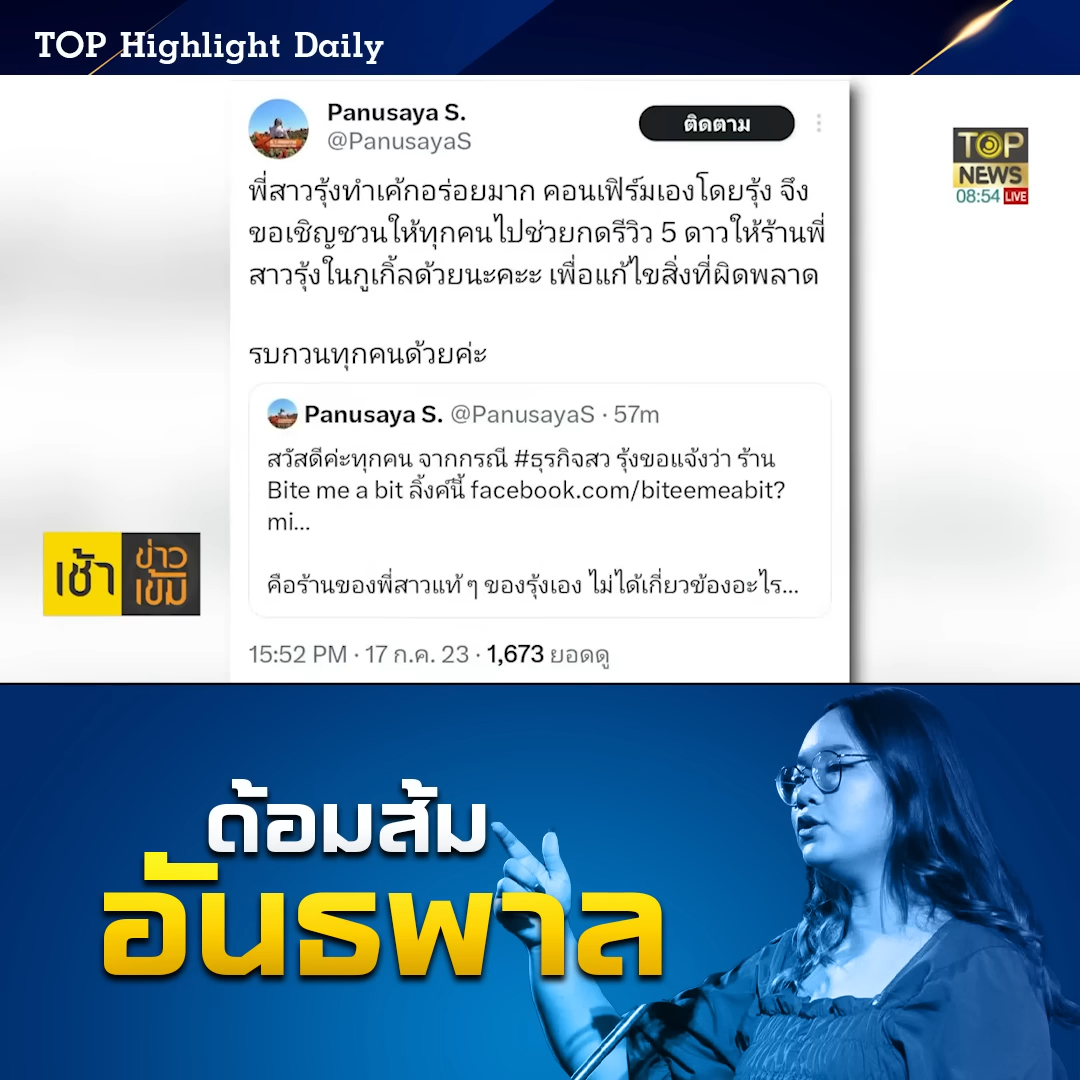 TOP Highlight Daily
Panusaya S.
@PanusayaS
ติดตาม
พี่สาวรุ้งทำเค้กอร่อยมาก คอนเฟิร์มเองโดยรุ้ง จึง
ขอเชิญชวนให้ทุกคนไปช่วยกดรีวิว 5 ดาวให้ร้านพี่
สาวรุ้งในกูเกิ้ลด้วยนะคะะ เพื่อแก้ไขสิ่งที่ผิดพลาด
รบกวนทุกคนด้วยค่ะ
Panusaya S. @PanusayaS · 57m
สวัสดีค่ะทุกคน จากกรณี #ธุรกิจสว รุ้งขอแจ้งว่า ร้าน
Bite me a bit ลิ้งค์นี้ facebook.com/biteemeabit?
mi...
คือร้านของพี่สาวแท้ ๆ ของรุ้งเอง ไม่ได้เกี่ยวข้องอะไร...
15:52 PM · 17 ก.ค. 23 · 1,673 ยอดดู
TOP
NEWS
08:54 LIVE
เช้า
ข่าว
เข้ม
ด้อมส้ม
อันธพาล